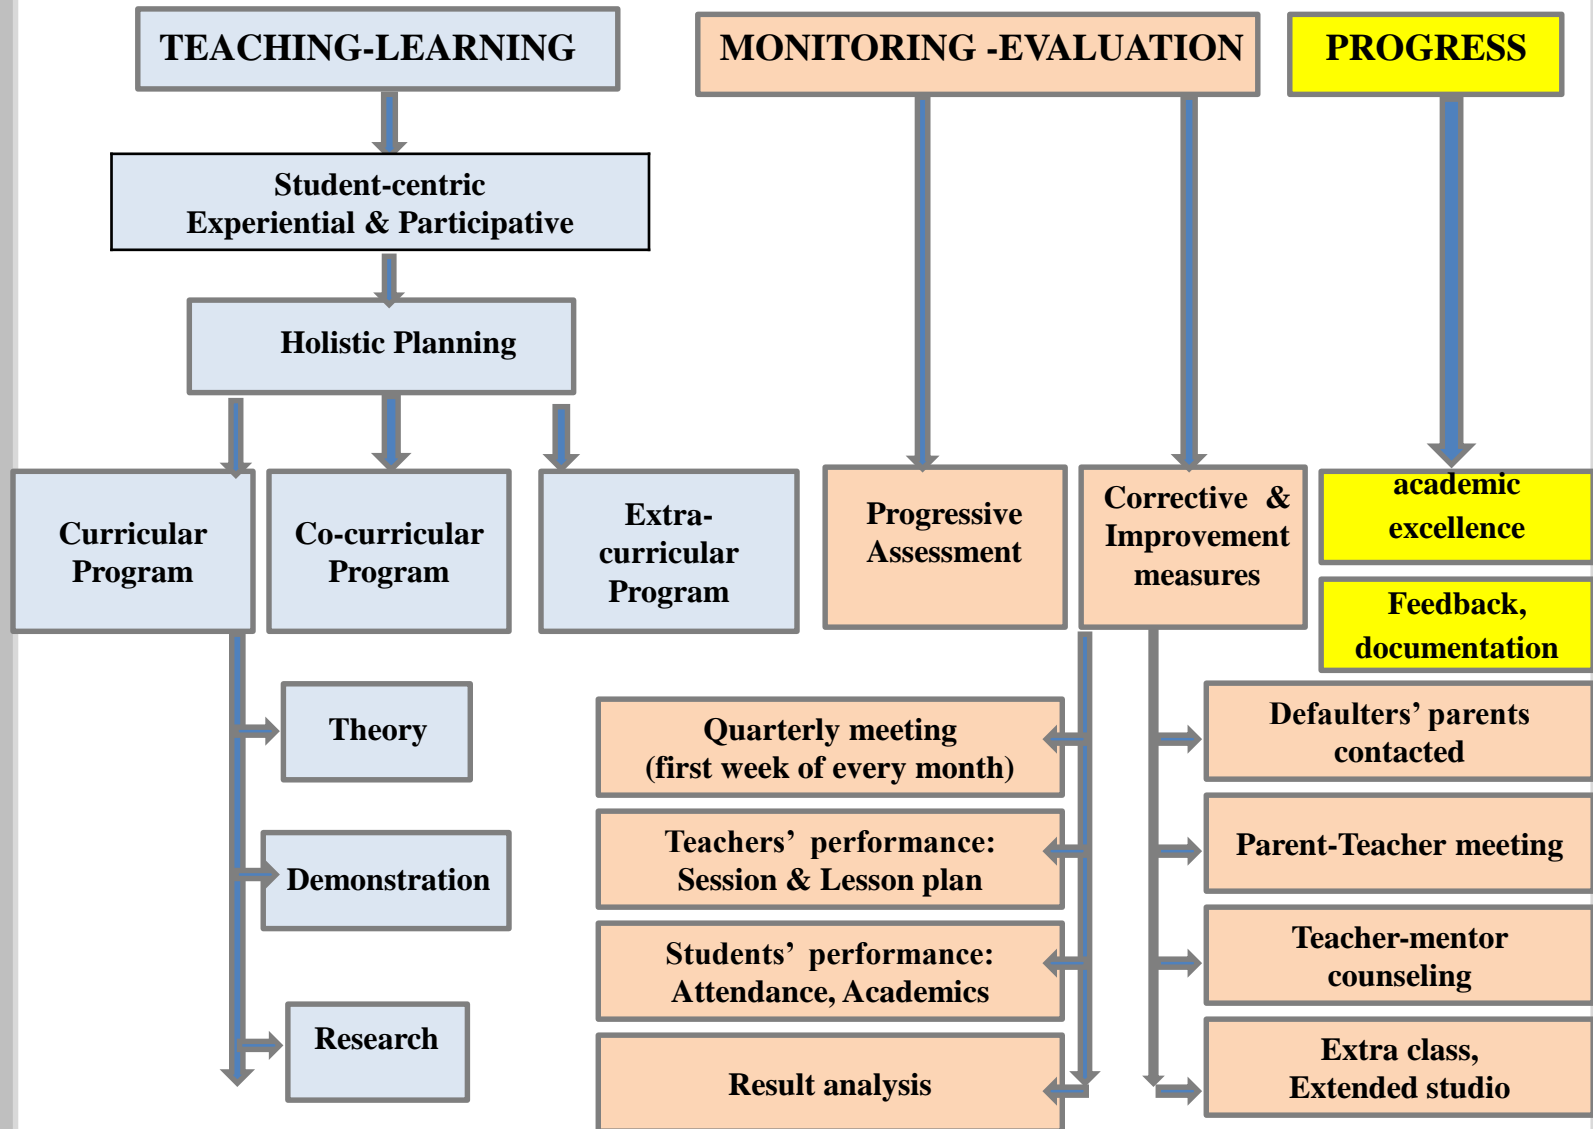 TEACHING-LEARNING
MONITORING -EVALUATION
PROGRESS
Student-centric
Experiential & Participative
Holistic Planning
Curricular
Program
Co-curricular
Program
Extra-
curricular
Program
Progressive
Assessment
Corrective &
Improvement
measures
academic
excellence
Feedback,
documentation
Theory
Demonstration
Research
Quarterly meeting
(first week of every month)
Teachers’ performance:
Session & Lesson plan
Students’ performance:
Attendance, Academics
Result analysis
Defaulters’ parents
contacted
Parent-Teacher meeting
Teacher-mentor
counseling
Extra class,
Extended studio